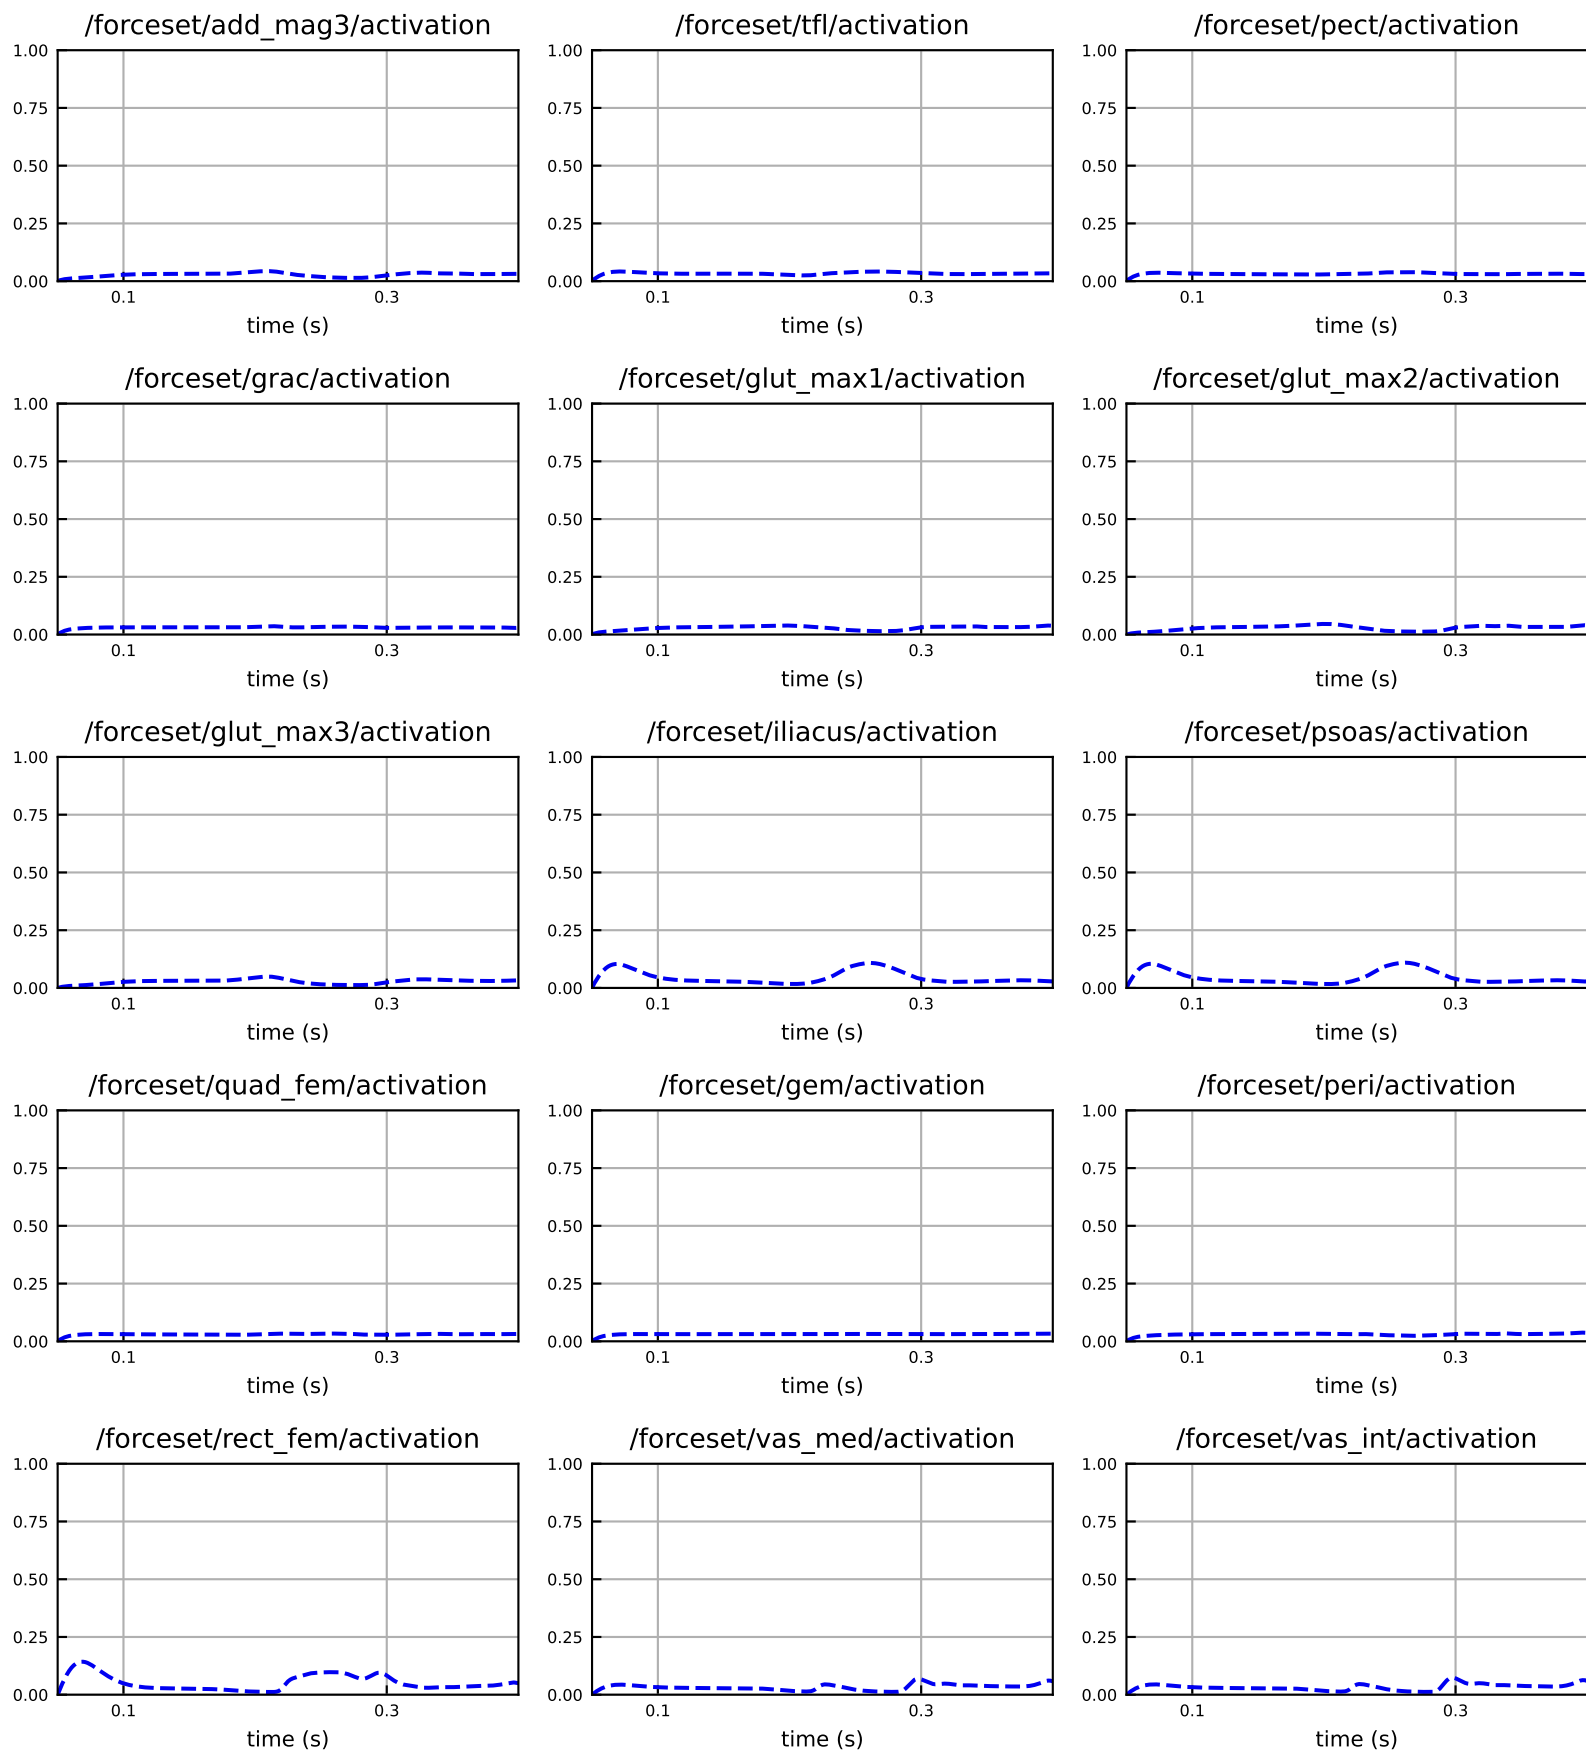 /forceset/add_mag3/activation /forceset/tfl/activation /forceset/pect/activation
1.00 1.00 1.00
0.75 0.75 0.75
0.50 0.50 0.50
0.25 0.25 0.25
0.00 0.00 0.00
0.1 0.3 0.1 0.3 0.1 0.3
time (s) time (s) time (s)
/forceset/grac/activation /forceset/glut_max1/activation /forceset/glut_max2/activation
1.00 1.00 1.00
0.75 0.75 0.75
0.50 0.50 0.50
0.25 0.25 0.25
0.00 0.00 0.00
0.1 0.3 0.1 0.3 0.1 0.3
time (s) time (s) time (s)
/forceset/glut_max3/activation /forceset/iliacus/activation /forceset/psoas/activation
1.00 1.00 1.00
0.75 0.75 0.75
0.50 0.50 0.50
0.25 0.25 0.25
0.00 0.00 0.00
0.1 0.3 0.1 0.3 0.1 0.3
time (s) time (s) time (s)
/forceset/quad_fem/activation /forceset/gem/activation /forceset/peri/activation
1.00 1.00 1.00
0.75 0.75 0.75
0.50 0.50 0.50
0.25 0.25 0.25
0.00 0.00 0.00
0.1 0.3 0.1 0.3 0.1 0.3
time (s) time (s) time (s)
/forceset/rect_fem/activation /forceset/vas_med/activation /forceset/vas_int/activation
1.00 1.00 1.00
0.75 0.75 0.75
0.50 0.50 0.50
0.25 0.25 0.25
0.00 0.00 0.00
0.1 0.3 0.1 0.3 0.1 0.3
time (s) time (s) time (s)